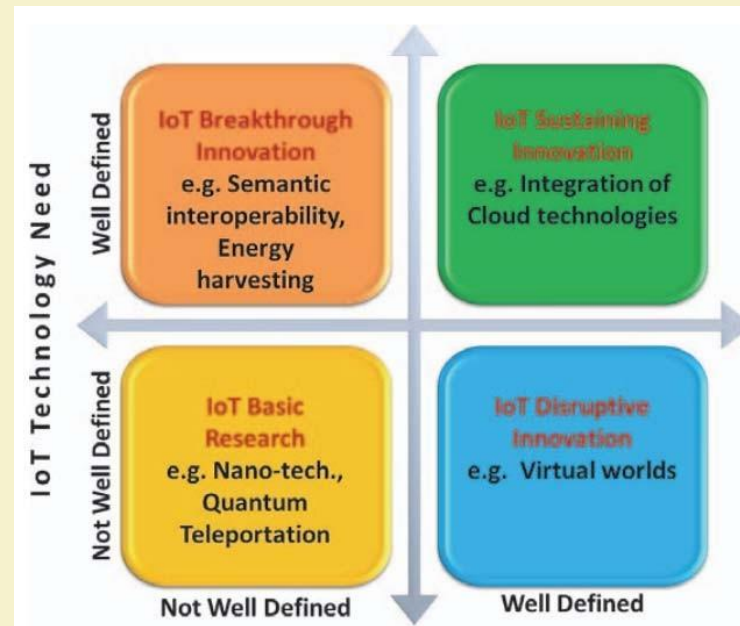 IoT Technology Need
Well Defined
Not Well Defined
IoT Breakthrough
Innovation
e.g. Semantic
interoperability,
Energy
harvesting
IoT Sustaining
Innovation
e.g. Integration of
Cloud technologies
IoT Basic
Research
e.g. Nano-tech.,
Quantum
Teleportation
IoT Disruptive
Innovation
e.g. Virtual worlds
Not Well Defined
Well Defined